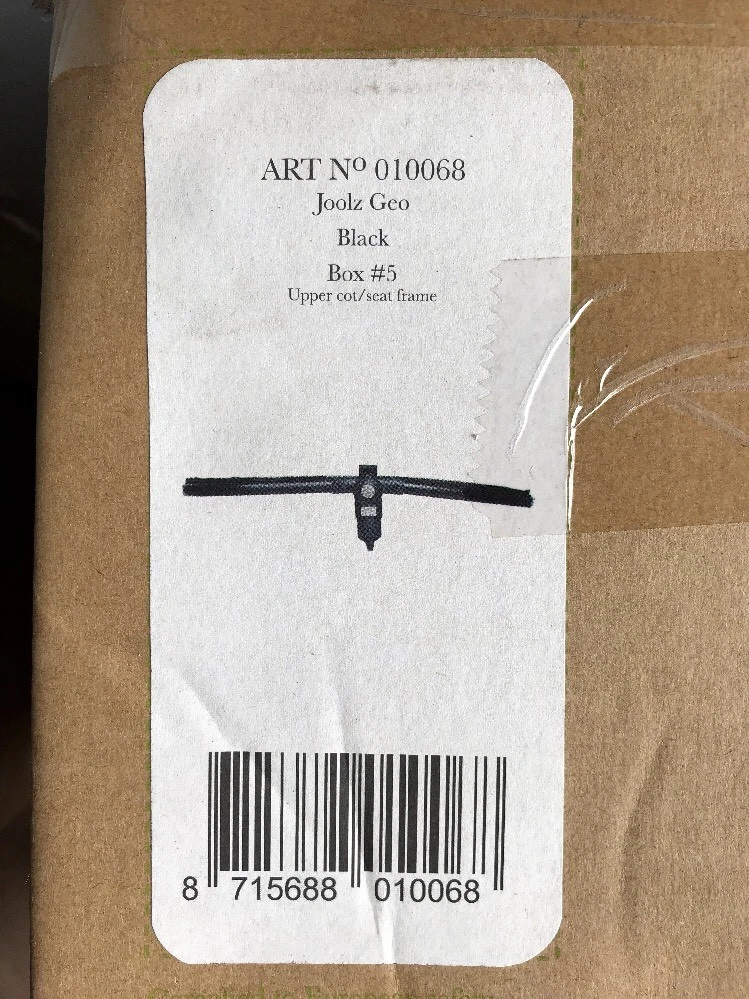 ART Nº 010068
Joolz Geo
Black
Box #5
Upper cot/seat frame
8 715688 010068